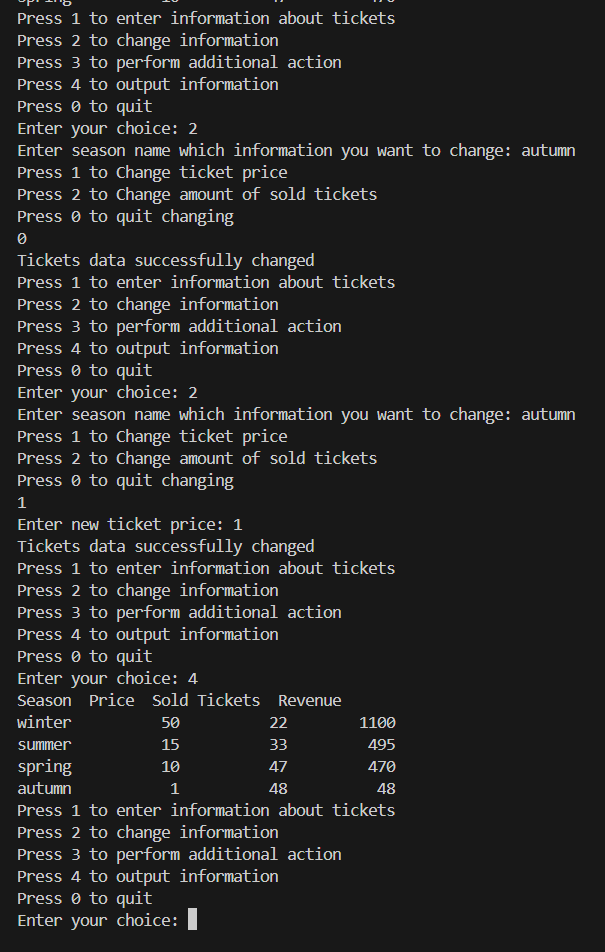 spring 10 47 470
Press 1 to enter information about tickets
Press 2 to change information
Press 3 to perform additional action
Press 4 to output information
Press 0 to quit
Enter your choice: 2
Enter season name which information you want to change: autumn
Press 1 to Change ticket price
Press 2 to Change amount of sold tickets
Press 0 to quit changing
0
Tickets data successfully changed
Press 1 to enter information about tickets
Press 2 to change information
Press 3 to perform additional action
Press 4 to output information
Press 0 to quit
Enter your choice: 2
Enter season name which information you want to change: autumn
Press 1 to Change ticket price
Press 2 to Change amount of sold tickets
Press 0 to quit changing
1
Enter new ticket price: 1
Tickets data successfully changed
Press 1 to enter information about tickets
Press 2 to change information
Press 3 to perform additional action
Press 4 to output information
Press 0 to quit
Enter your choice: 4
Season  Price  Sold Tickets  Revenue
winter          50          22        1100
summer          15          33         495
spring          10          47         470
autumn           1          48          48
Press 1 to enter information about tickets
Press 2 to change information
Press 3 to perform additional action
Press 4 to output information
Press 0 to quit
Enter your choice: